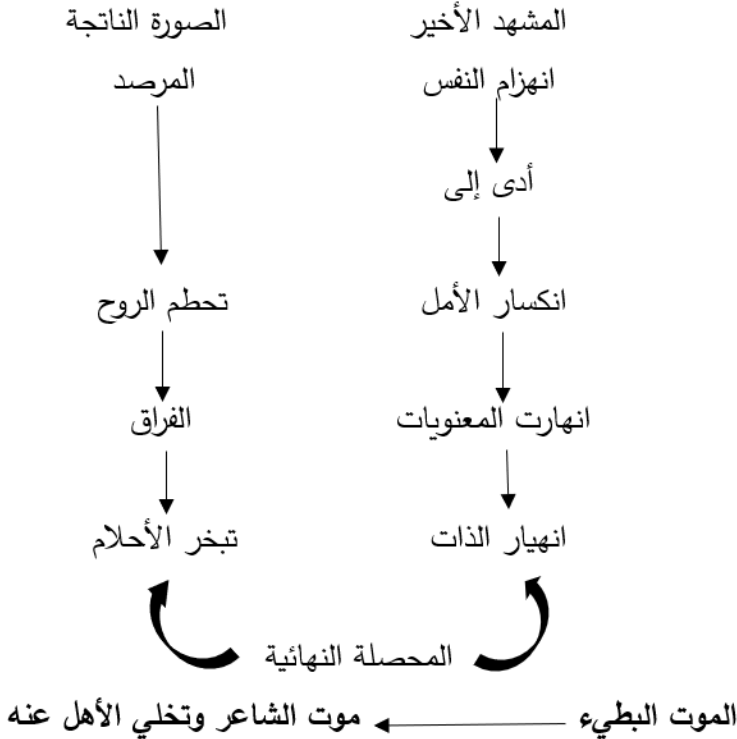 المشهد الأخير الصورة الناتجة
انهزام النفس المرصد
أدى إلى
انكسار الأمل تحطم الروح
انهارت المعنويات الفراق
انهيار الذات تبخر الأحلام
المحصلة النهائية
الموت البطيء موت الشاعر وتخلي الأهل عنه